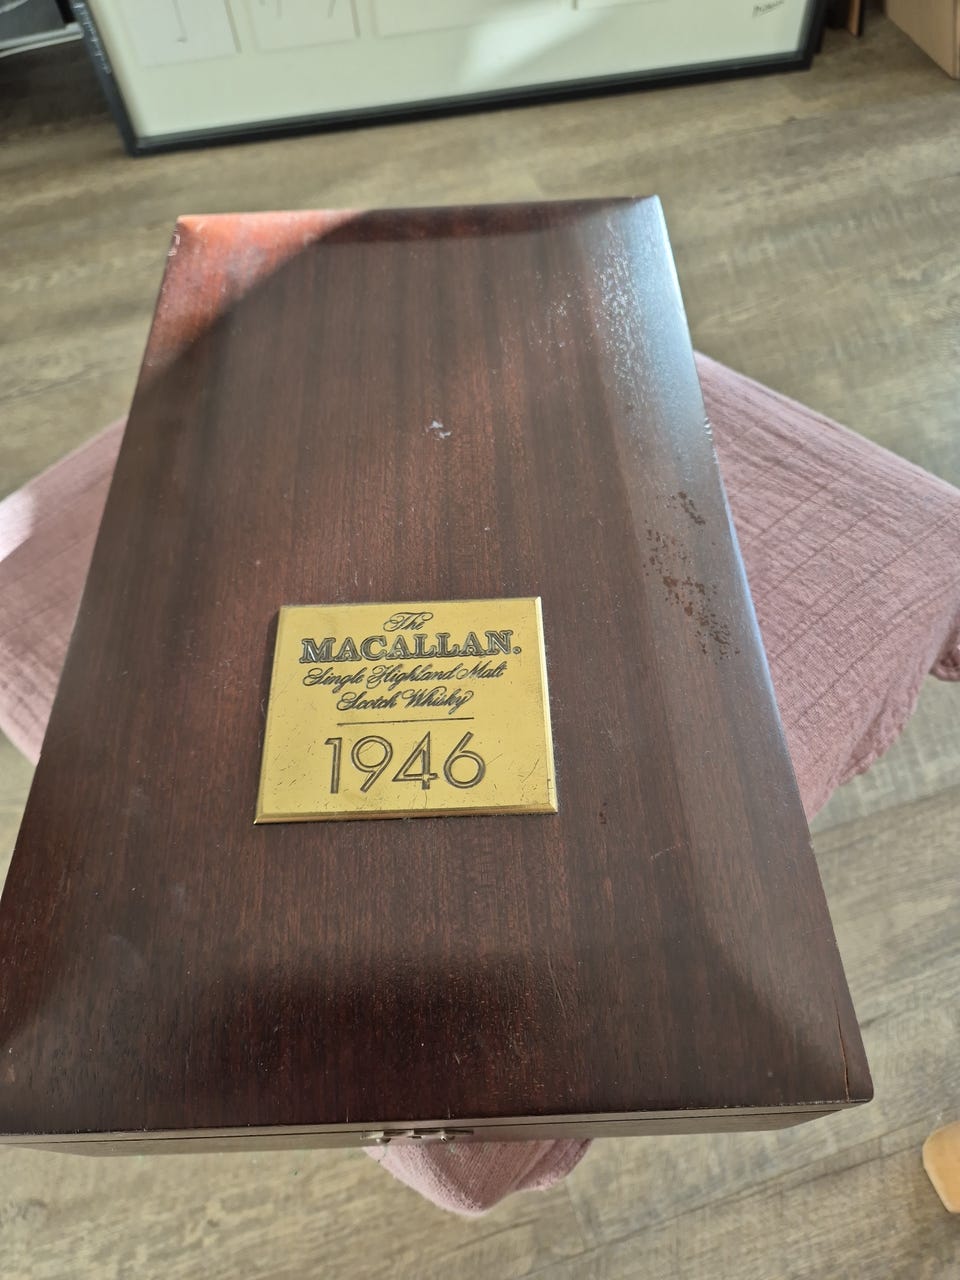 The
MACALLAN.
Single Highland Malt
Scotch Whisky
1946